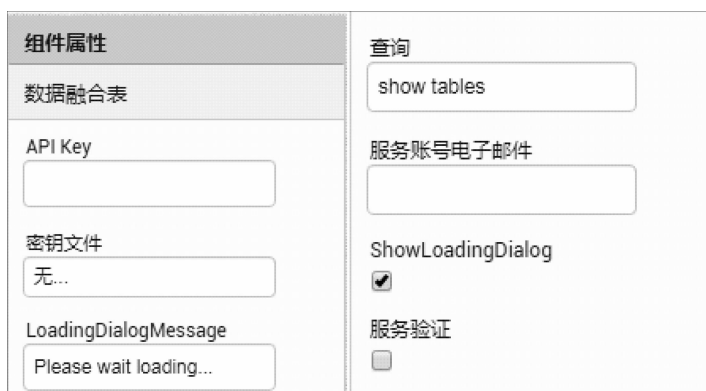 组件属性
数据融合表
API Key
密钥文件
无...
LoadingDialogMessage
Please wait loading...
查询
show tables
服务账号电子邮件
ShowLoadingDialog
服务验证